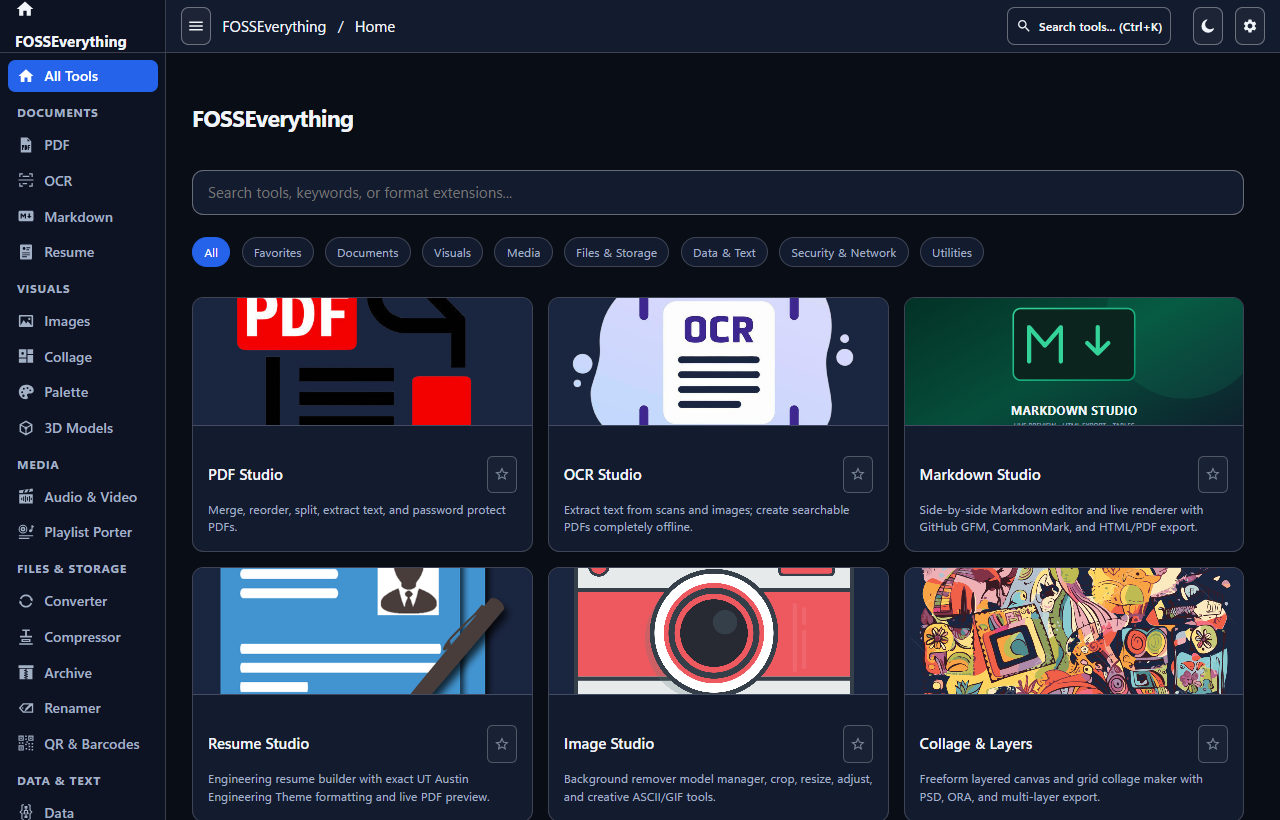 FOSSEverything
All Tools
DOCUMENTS
PDF
OCR
Markdown
Resume
VISUALS
Images
Collage
Palette
3D Models
MEDIA
Audio & Video
Playlist Porter
FILES & STORAGE
Converter
Compressor
Archive
Renamer
QR & Barcodes
DATA & TEXT
Data
FOSSEverything / Home
Search tools... (Ctrl+K)
FOSSEverything
Search tools, keywords, or format extensions...
All
Favorites
Documents
Visuals
Media
Files & Storage
Data & Text
Security & Network
Utilities
PDF
PDF Studio
Merge, reorder, split, extract text, and password protect
PDFs.
OCR
OCR Studio
Extract text from scans and images; create searchable
PDFs completely offline.
M
MARKDOWN STUDIO
Markdown Studio
Side-by-side Markdown editor and live renderer with
GitHub GFM, CommonMark, and HTML/PDF export.
Resume Studio
Engineering resume builder with exact UT Austin
Engineering Theme formatting and live PDF preview.
Image Studio
Background remover model manager, crop, resize, adjust,
and creative ASCII/GIF tools.
Collage & Layers
Freeform layered canvas and grid collage maker with
PSD, ORA, and multi-layer export.